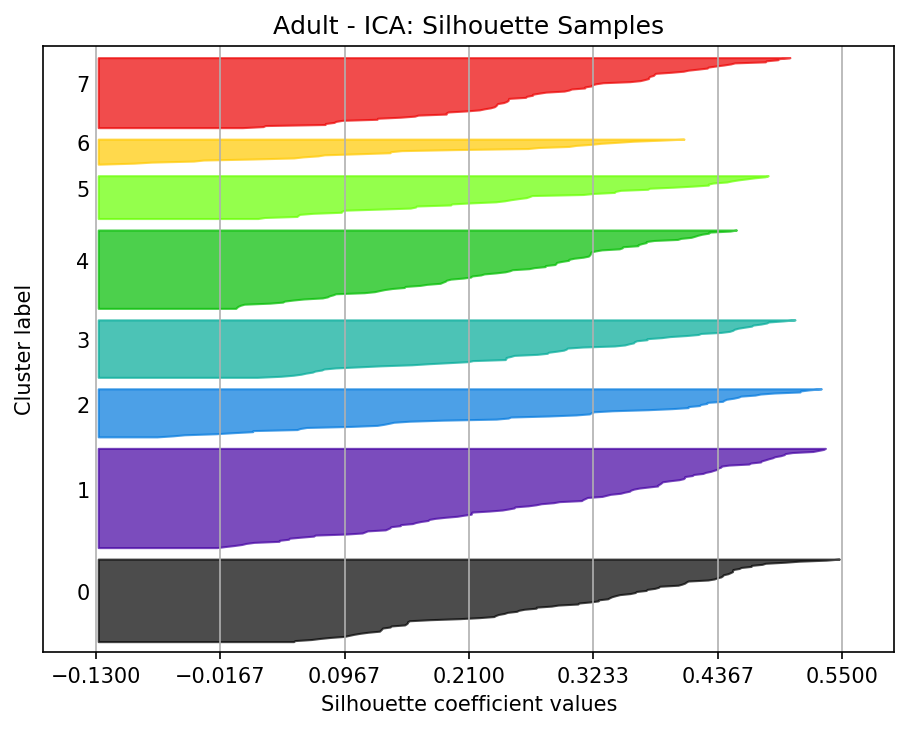 Adult - ICA: Silhouette Samples
7
6
5
4
3
2
1
0
Cluster label
−0.1300 −0.0167 0.0967 0.2100 0.3233 0.4367 0.5500
Silhouette coefficient values